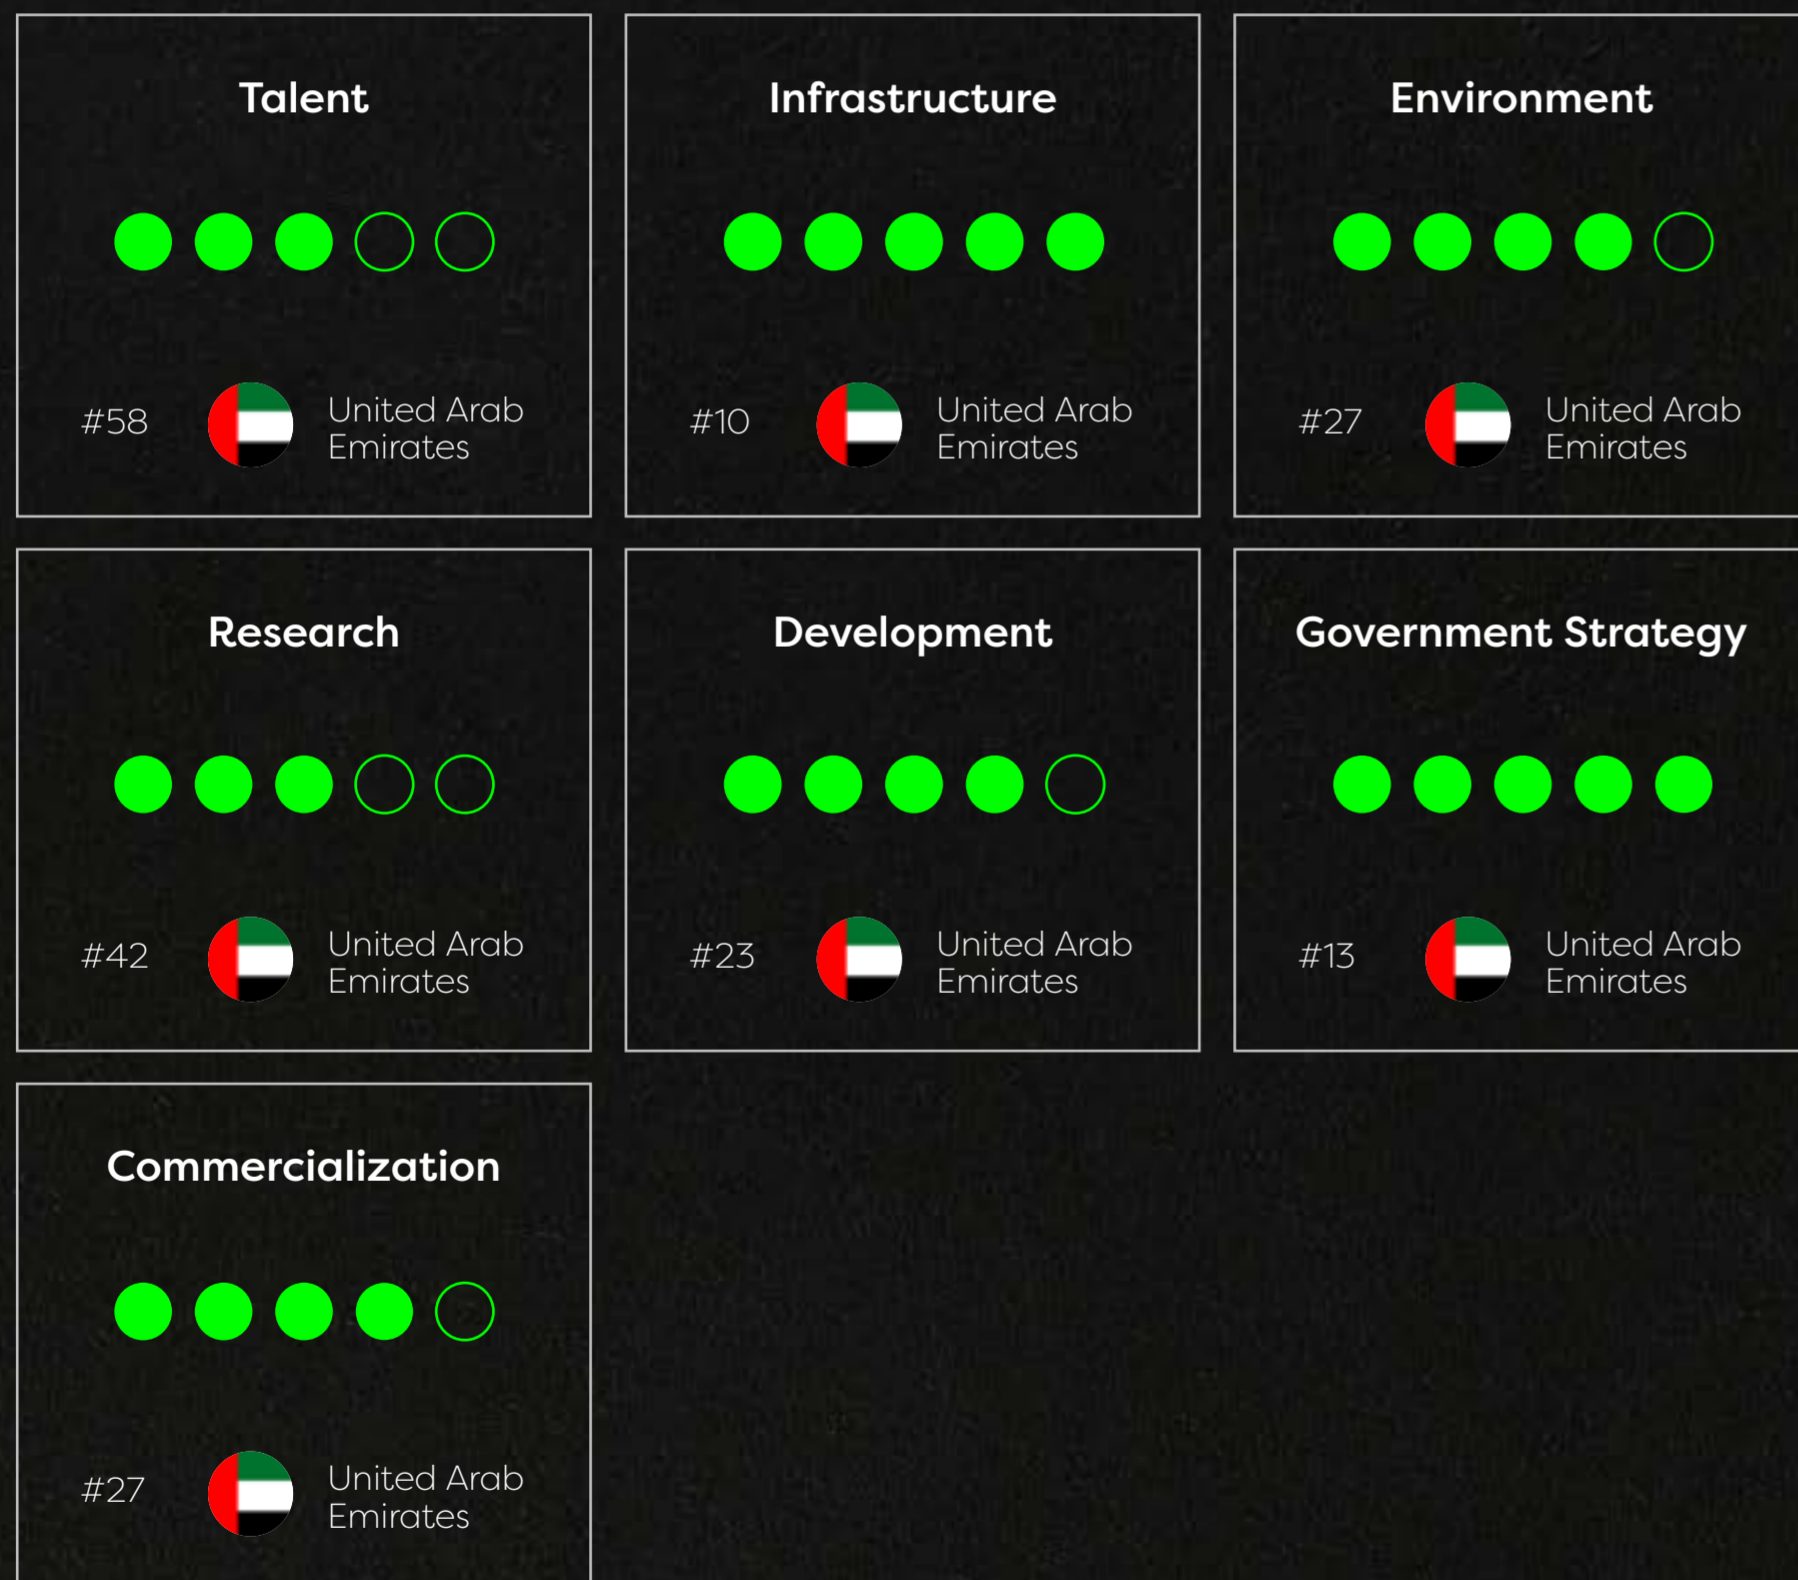 Talent
#58
United Arab
Emirates
Infrastructure
#10
United Arab
Emirates
Environment
#27
United Arab
Emirates
Research
#42
United Arab
Emirates
Development
#23
United Arab
Emirates
Government Strategy
#13
United Arab
Emirates
Commercialization
#27
United Arab
Emirates